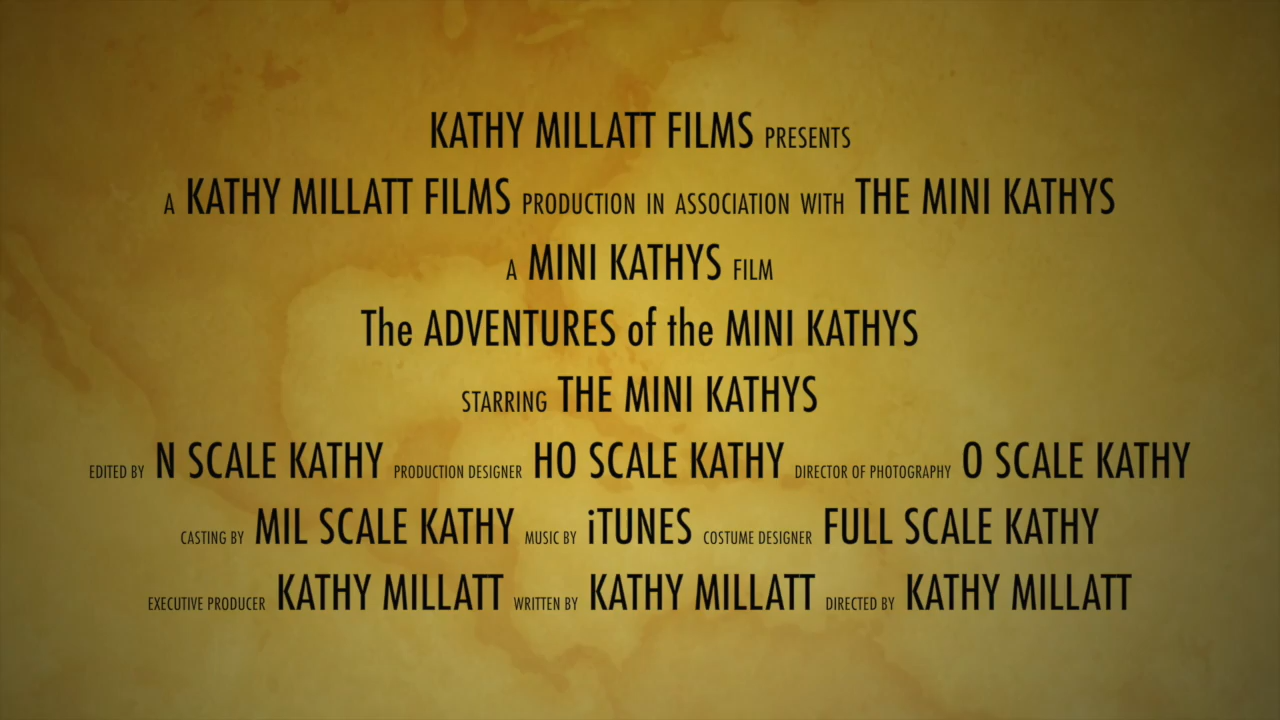 KATHY MILLATT FILMS PRESENTS
A KATHY MILLATT FILMS PRODUCTION IN ASSOCIATION WITH THE MINI KATHYS
A MINI KATHYS FILM
The ADVENTURES of the MINI KATHYS
STARRING THE MINI KATHYS
EDITED BY N SCALE KATHY PRODUCTION DESIGNER HO SCALE KATHY DIRECTOR OF PHOTOGRAPHY O SCALE KATHY
CASTING BY MIL SCALE KATHY MUSIC BY iTUNES COSTUME DESIGNER FULL SCALE KATHY
EXECUTIVE PRODUCER KATHY MILLATT WRITTEN BY KATHY MILLATT DIRECTED BY KATHY MILLATT